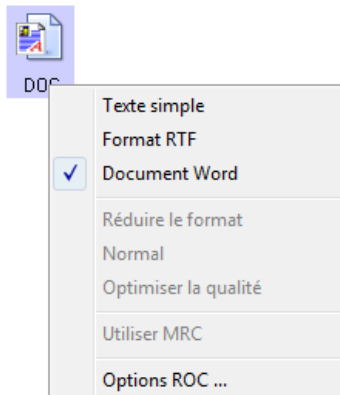 DOC
Texte simple
Format RTF
Document Word
Réduire le format
Normal
Optimiser la qualité
Utiliser MRC
Options ROC ...